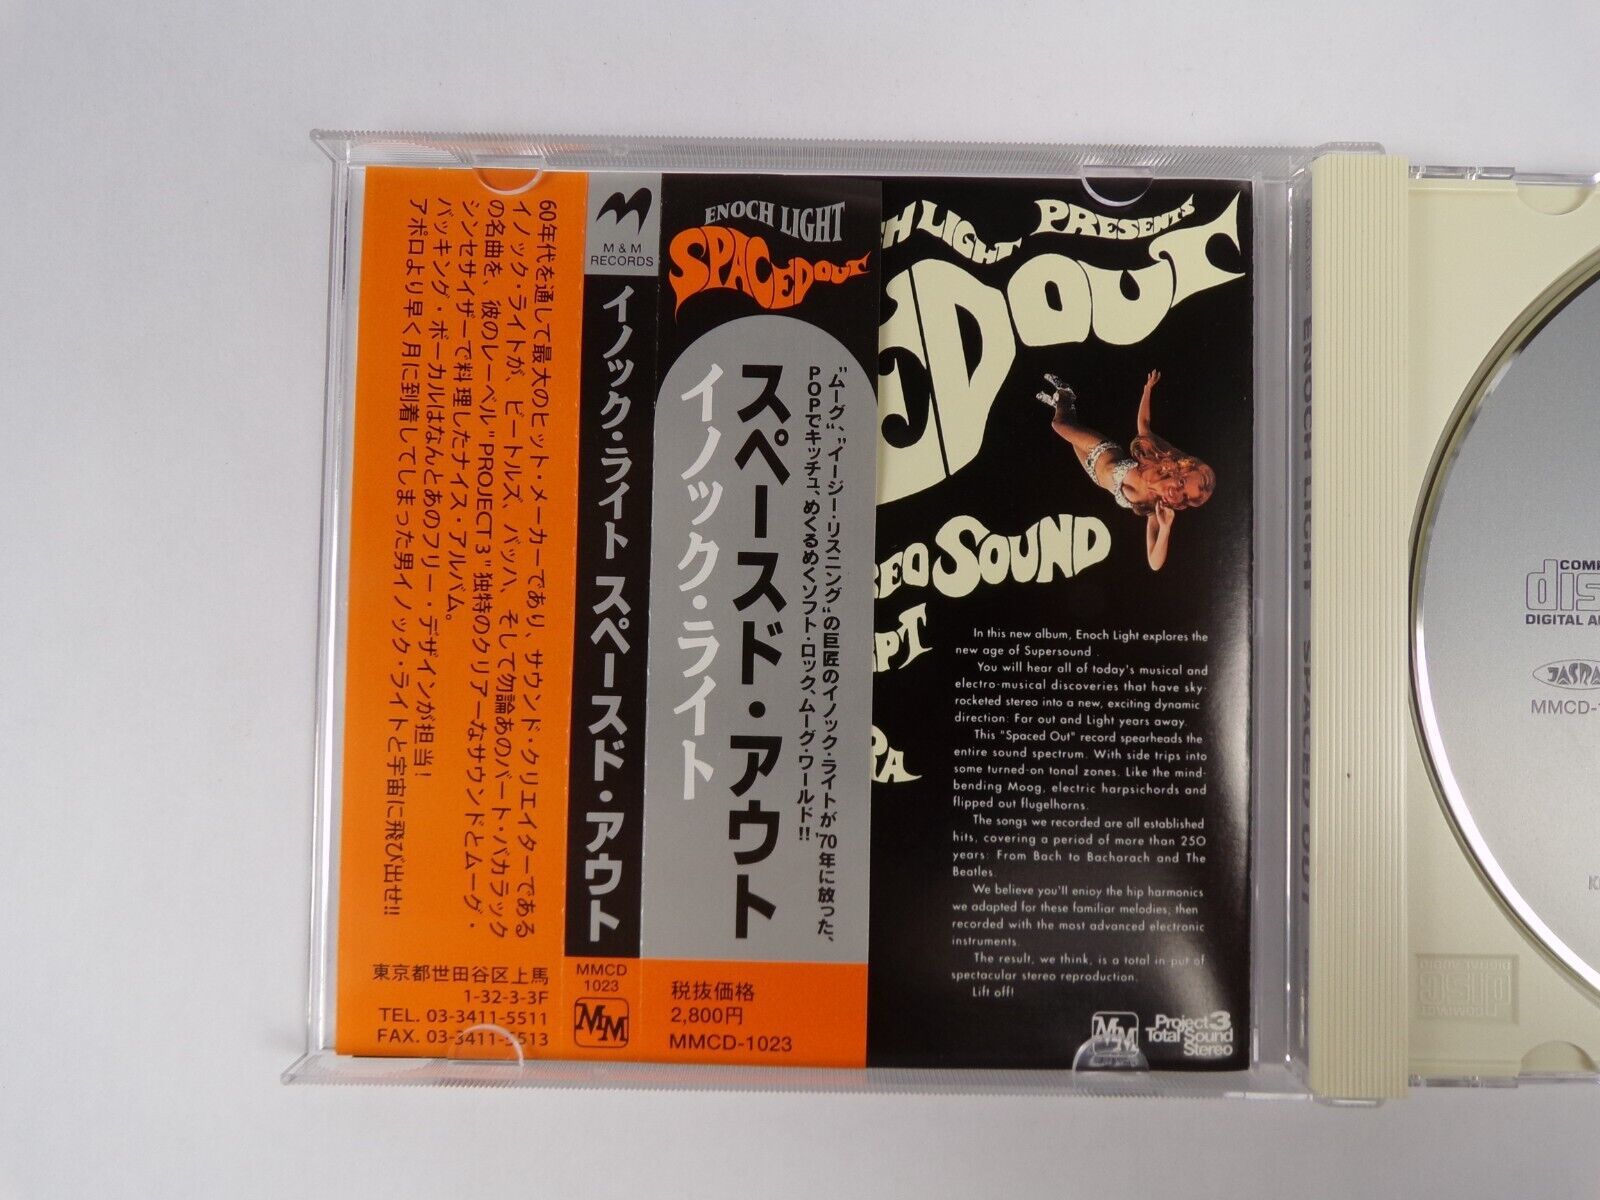 60年代を通して最大のヒット・メーカーであり、サウンド・クリエイターである
イノック・ライトが、ビートルズ、バッハ、そして勿論あのバート・バカラック
の名曲を、彼のレーベル"PROJECT 3"独特のクリアーなサウンドとムーグ・
シンセサイザーで料理したナイス・アルバム。
バッキング・ボーカルはなんとあのフリー・デザインが担当!
アポロより早く月に到着してしまった男イノック・ライトと宇宙に飛び出せ!!
東京都世田谷区上馬
1-32-3-3F
TEL. 03-3411-5511
FAX. 03-3411-5513
M & M
RECORDS
イノック・ライト スペースド・アウト
MMCD
1023
MM
ENOCH LIGHT
SPACED OUT
"ムーグ"、"イージー・リスニング"の巨匠のイノック・ライトが'70年に放った、
POPでキッチュ、めくるめくソフト・ロック、ムーグ・ワールド!!
スペースド・アウト
イノック・ライト
税抜価格
2,800円
MMCD-1023
CH LIGHT PRESENTS
ED OUT
REO SOUND
PT
RA
In this new album, Enoch Light explores the
new age of Supersound .
You will hear all of today's musical and
electro-musical discoveries that have sky-
rocketed stereo into a new, exciting dynamic
direction: Far out and Light years away.
This "Spaced Out" record spearheads the
entire sound spectrum. With side trips into
some turned-on tonal zones. Like the mind-
bending Moog, electric harpsichords and
flipped out flugelhorns.
The songs we recorded are all established
hits, covering a period of more than 250
years: From Bach to Bacharach and The
Beatles.
We believe you'll enjoy the hip harmonics
we adapted for these familiar melodies; then
recorded with the most advanced electronic
instruments.
The result, we think, is a total in-put of
spectacular stereo reproduction.
Lift off!
MM
Project 3
Total Sound
Stereo
ENOCH LIGHT SPACED OUT
COMP
dis
DIGITAL AU
JASRA
MMCD-1